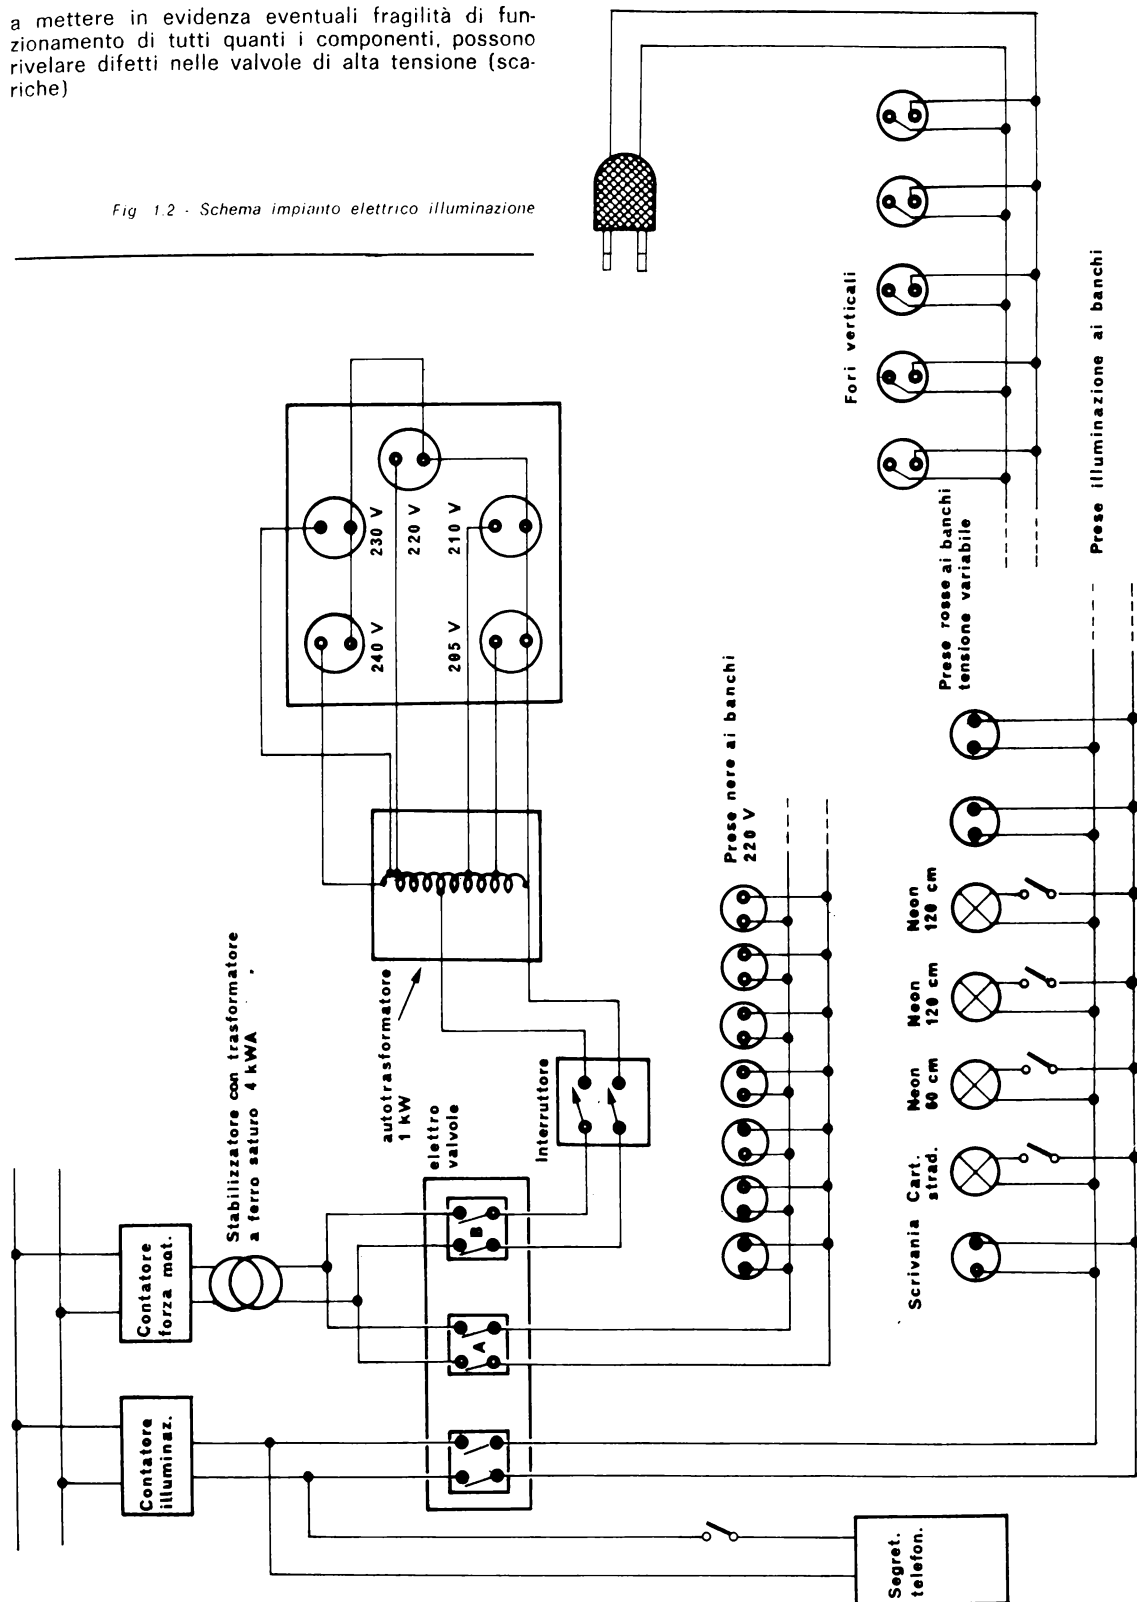 a mettere in evidenza eventuali fragilità di fun-
zionamento di tutti quanti i componenti, possono
rivelare difetti nelle valvole di alta tensione (sca-
riche)
Fig 1.2 - Schema impianto elettrico illuminazione
Fori verticali
Prese illuminazione ai banchi
Prese rosse ai banchi
tensione variabile
230 V
220 V
210 V
240 V
205 V
Prese nere ai banchi
220 V
Stabilizzatore con trasformatore
a ferro saturo 4 kWA
autotrasformatore
1 kW
elettro
valvole
Interruttore
Neon
120 cm
Neon
120 cm
Neon
60 cm
Cart.
strad.
Scrivania
Contatore
forza mot.
B
A
Contatore
illuminaz.
Segret.
telefon.